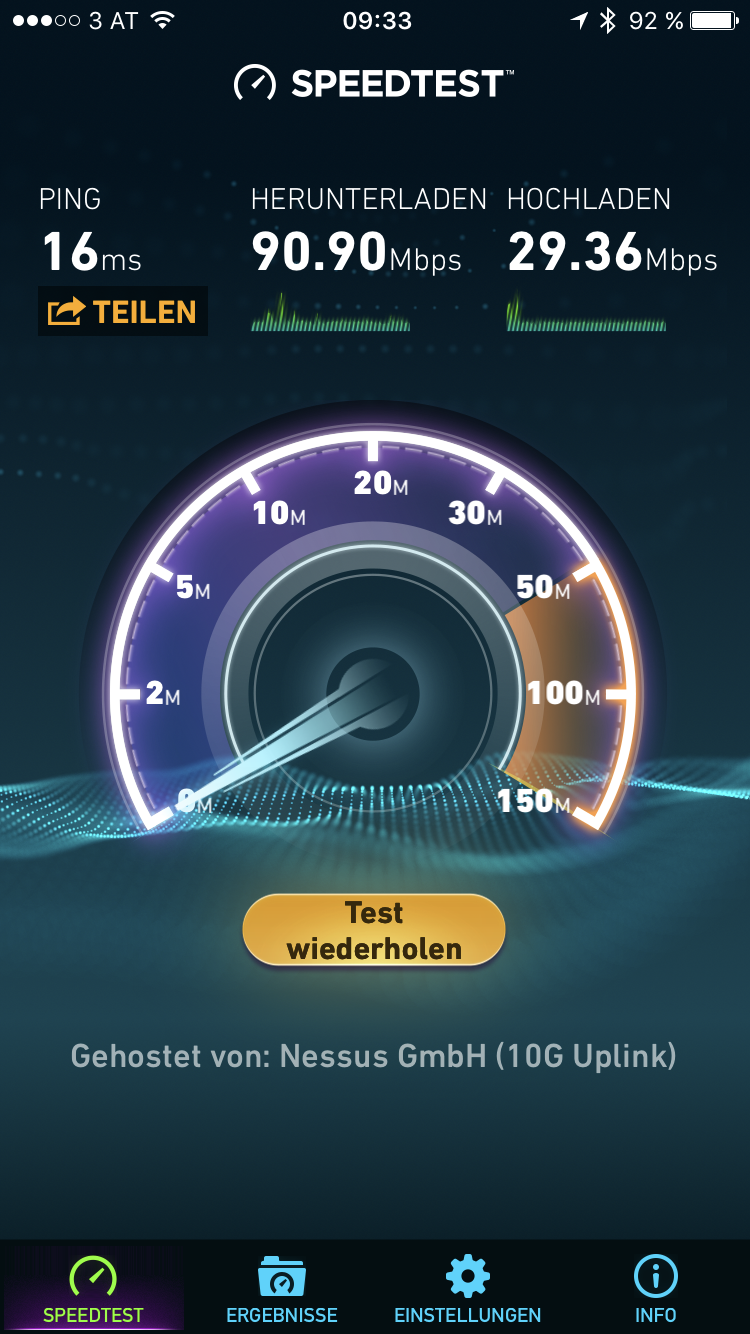 3 AT 09:33 92 %
SPEEDTEST™
PING HERUNTERLADEN HOCHLADEN
16ms 90.90Mbps 29.36Mbps
TEILEN
20M
10M 30M
5M 50M
2M 100M
0M 150M
Test
wiederholen
Gehostet von: Nessus GmbH (10G Uplink)
SPEEDTEST ERGEBNISSE EINSTELLUNGEN INFO